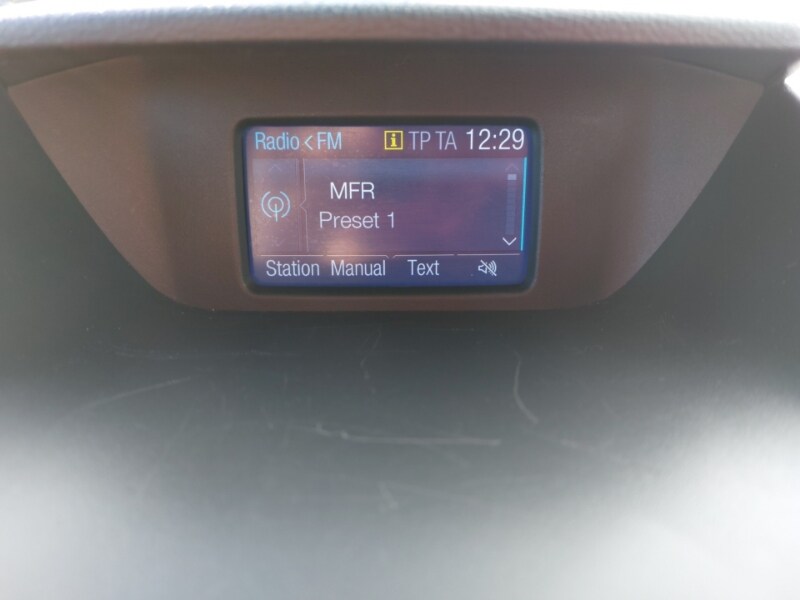 Radio < FM i TP TA 12:29
MFR
Preset 1
Station Manual Text